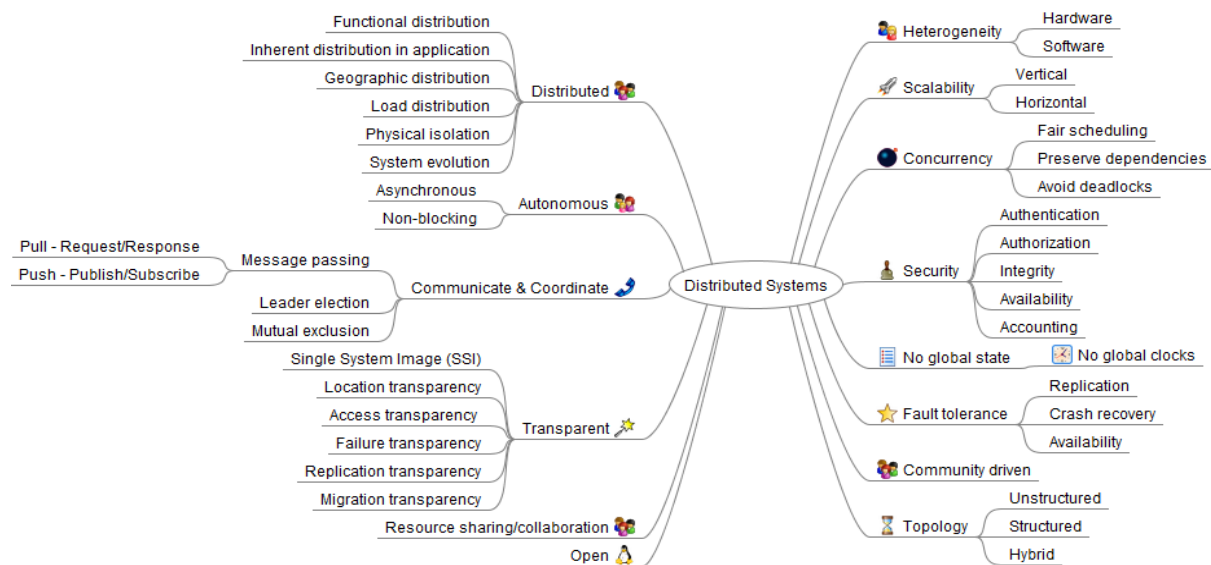 Distributed Systems
Distributed
Functional distribution
Inherent distribution in application
Geographic distribution
Load distribution
Physical isolation
System evolution
Autonomous
Asynchronous
Non-blocking
Communicate & Coordinate
Message passing
Pull - Request/Response
Push - Publish/Subscribe
Leader election
Mutual exclusion
Transparent
Single System Image (SSI)
Location transparency
Access transparency
Failure transparency
Replication transparency
Migration transparency
Resource sharing/collaboration
Open
Heterogeneity
Hardware
Software
Scalability
Vertical
Horizontal
Concurrency
Fair scheduling
Preserve dependencies
Avoid deadlocks
Security
Authentication
Authorization
Integrity
Availability
Accounting
No global state
No global clocks
Fault tolerance
Replication
Crash recovery
Availability
Community driven
Topology
Unstructured
Structured
Hybrid